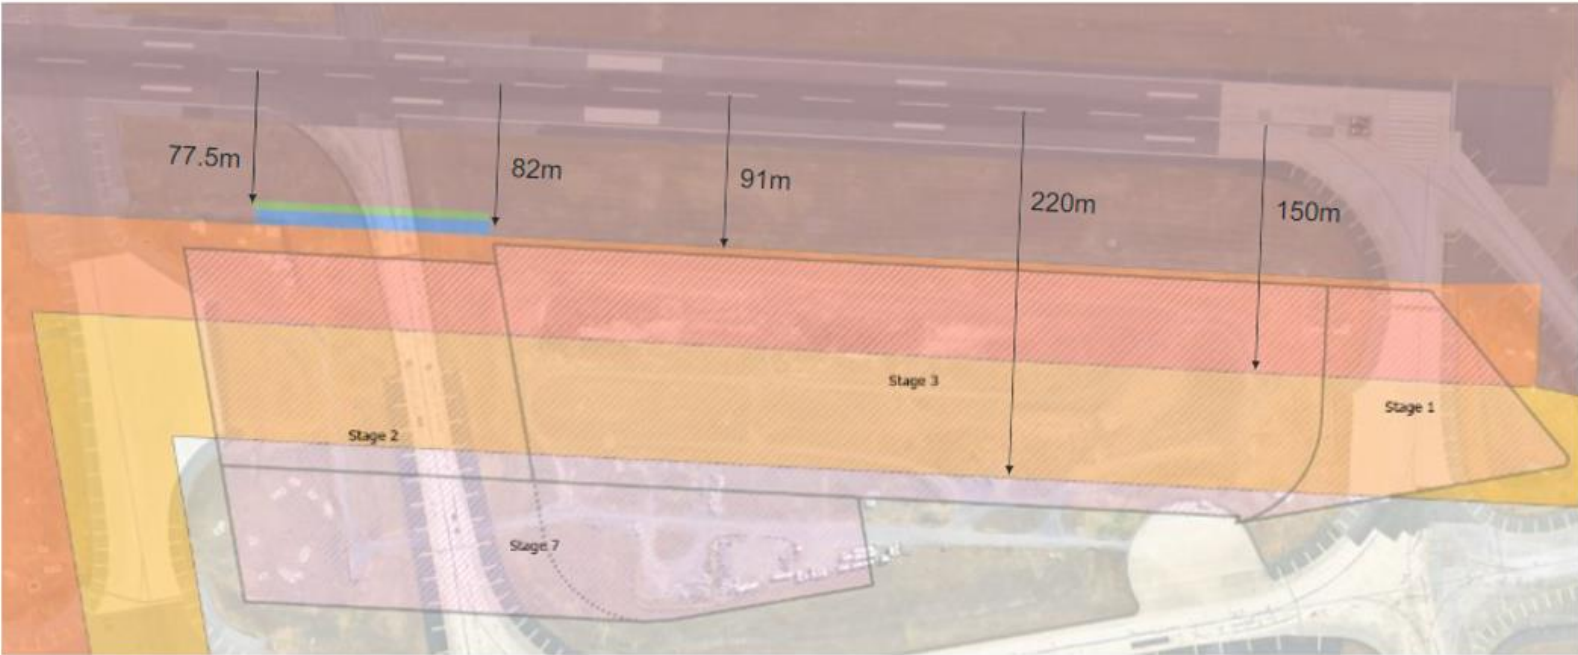 77.5m
82m
91m
220m
150m
Stage 3
Stage 1
Stage 2
Stage 7